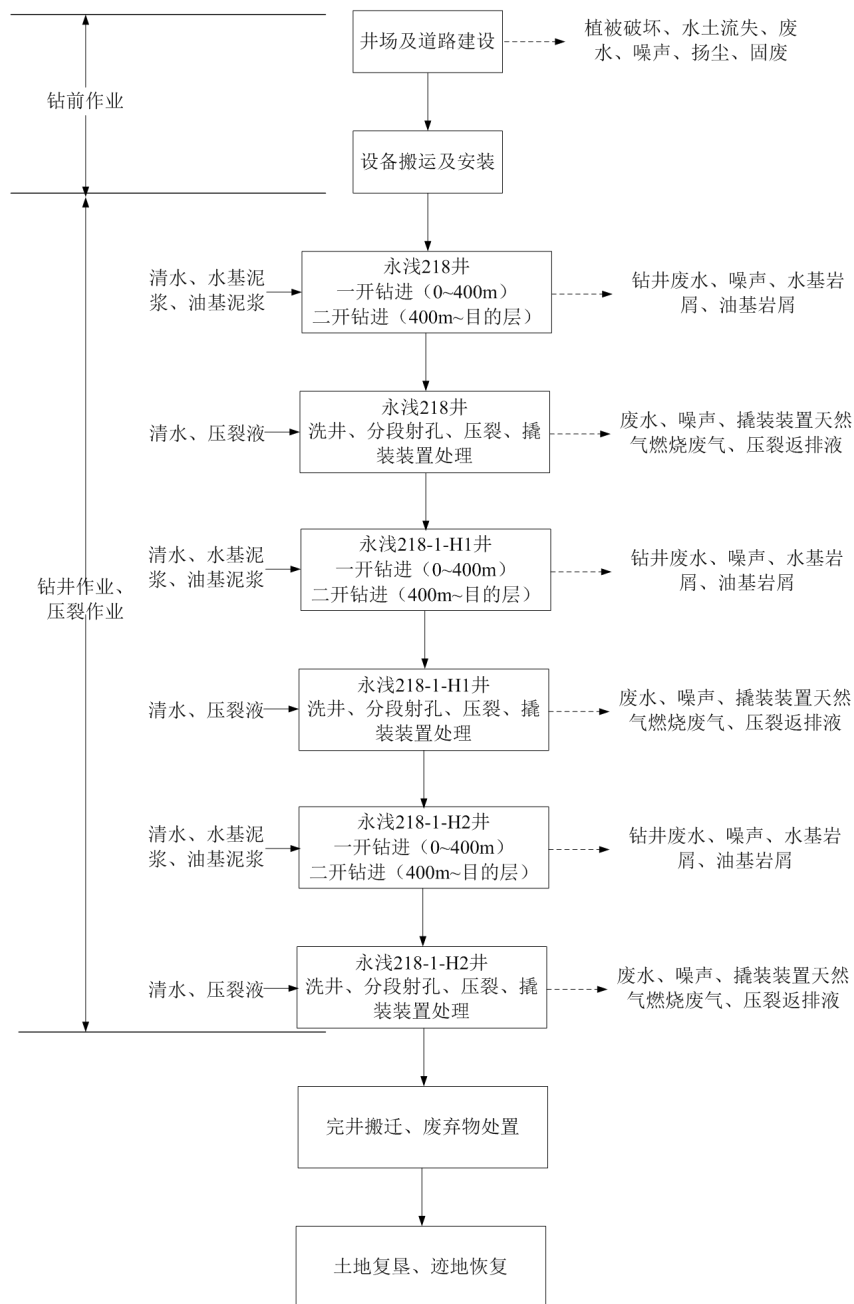 井场及道路建设
植被破坏、水土流失、废
水、噪声、扬尘、固废
钻前作业
设备搬运及安装
清水、水基泥
浆、油基泥浆
永浅218井
一开钻进（0~400m）
二开钻进（400m~目的层）
钻井废水、噪声、水基岩
屑、油基岩屑
清水、压裂液
永浅218井
洗井、分段射孔、压裂、撬
装装置处理
废水、噪声、撬装装置天然
气燃烧废气、压裂返排液
钻井作业、
压裂作业
清水、水基泥
浆、油基泥浆
永浅218-1-H1井
一开钻进（0~400m）
二开钻进（400m~目的层）
钻井废水、噪声、水基岩
屑、油基岩屑
清水、压裂液
永浅218-1-H1井
洗井、分段射孔、压裂、撬
装装置处理
废水、噪声、撬装装置天然
气燃烧废气、压裂返排液
清水、水基泥
浆、油基泥浆
永浅218-1-H2井
一开钻进（0~400m）
二开钻进（400m~目的层）
钻井废水、噪声、水基岩
屑、油基岩屑
清水、压裂液
永浅218-1-H2井
洗井、分段射孔、压裂、撬
装装置处理
废水、噪声、撬装装置天然
气燃烧废气、压裂返排液
完井搬迁、废弃物处置
土地复垦、迹地恢复